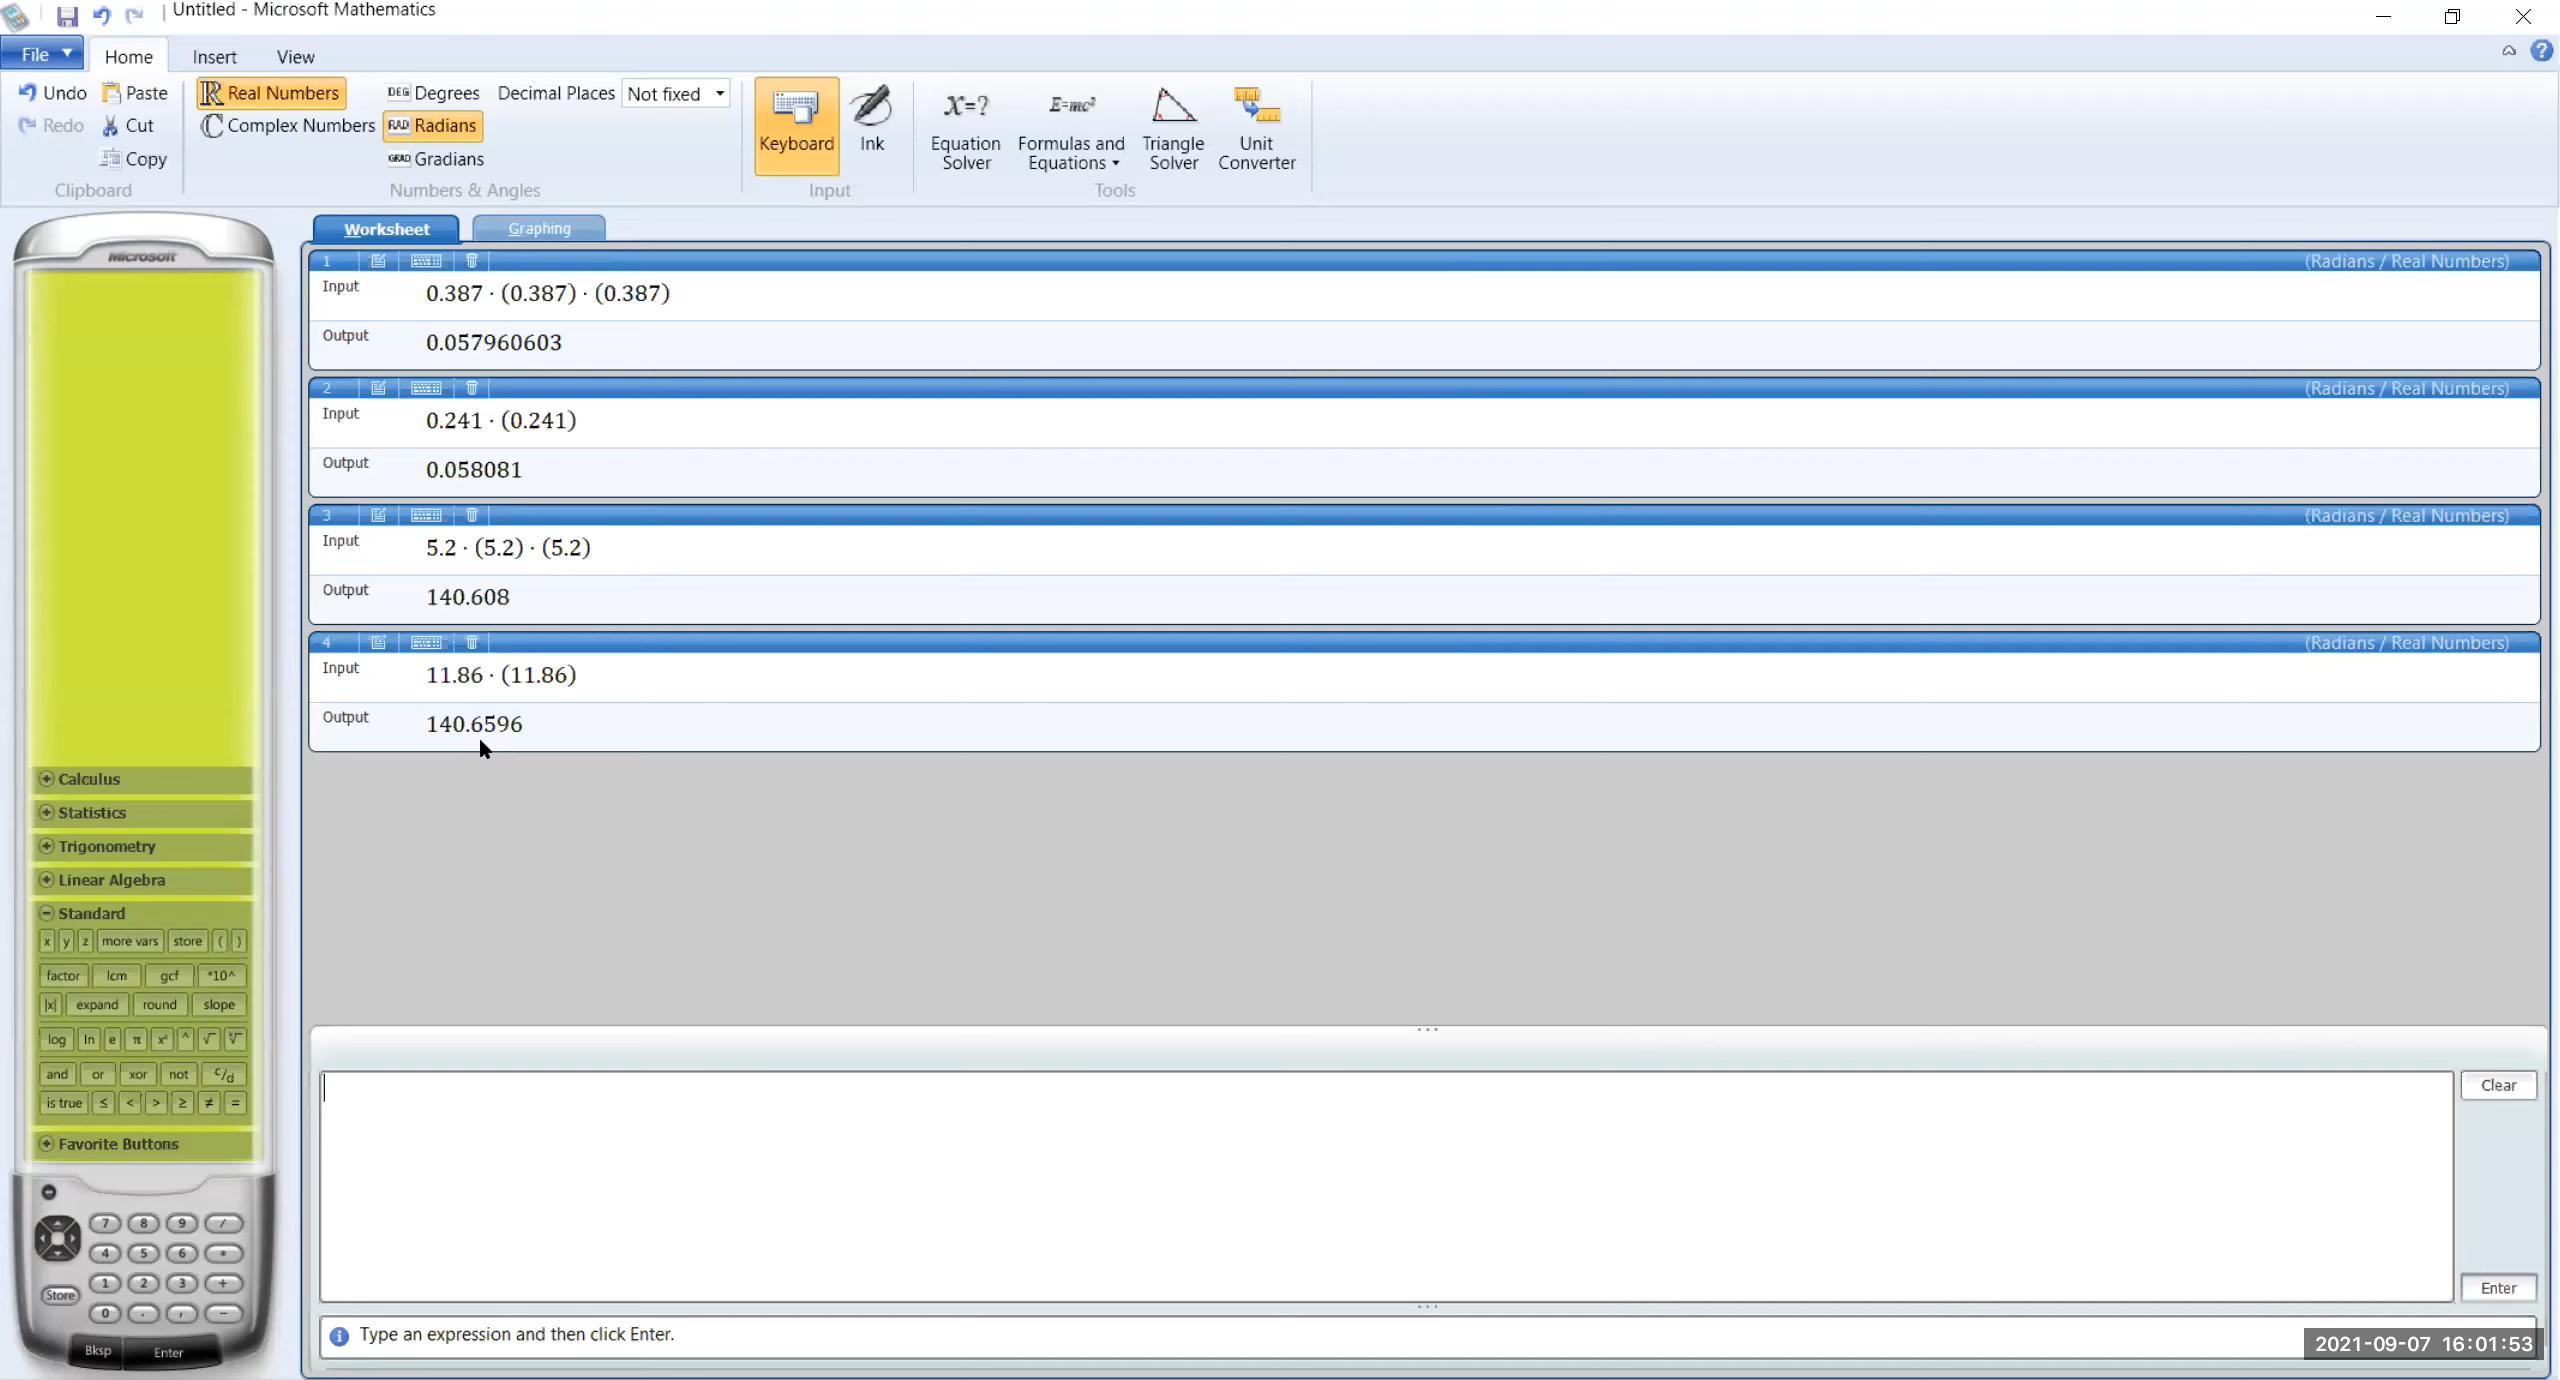 Untitled - Microsoft Mathematics
File Home Insert View
Undo Paste Real Numbers DEG Degrees Decimal Places Not fixed
Redo Cut Complex Numbers RAD Radians
Copy GRAD Gradians
Keyboard Ink
X=? E=mc²
Equation Solver Formulas and Equations Triangle Solver Unit Converter
Clipboard Numbers & Angles Input Tools
Microsoft
Worksheet Graphing
1 (Radians / Real Numbers)
Input 0.387 · (0.387) · (0.387)
Output 0.057960603
2 (Radians / Real Numbers)
Input 0.241 · (0.241)
Output 0.058081
3 (Radians / Real Numbers)
Input 5.2 · (5.2) · (5.2)
Output 140.608
4 (Radians / Real Numbers)
Input 11.86 · (11.86)
Output 140.6596
Calculus
Statistics
Trigonometry
Linear Algebra
Standard
x y z more vars store ( )
factor lcm gcf *10^
|x| expand round slope
log ln e π x² ^ √ ∜
and or xor not c/d
is true ≤ < > ≥ ≠ =
Favorite Buttons
7 8 9 /
4 5 6 *
Store 1 2 3 +
0 . , −
Bksp Enter
Clear
Enter
Type an expression and then click Enter.
2021-09-07 16:01:53